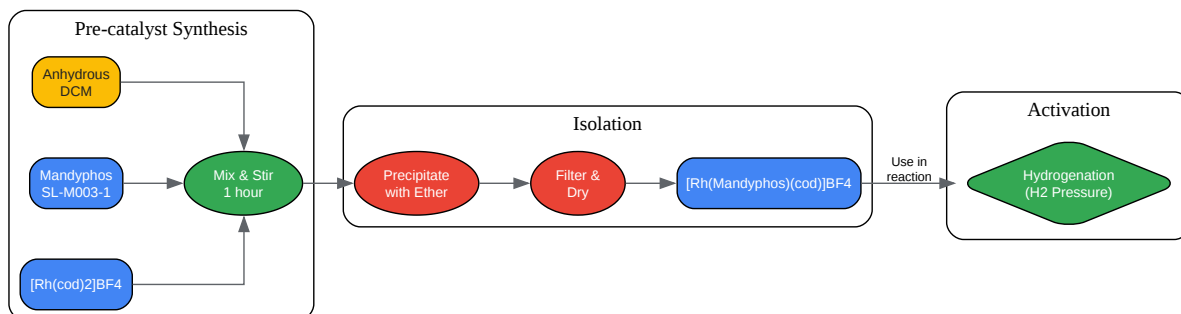 Pre-catalyst Synthesis
Anhydrous
DCM
Mandyphos
SL-M003-1
[Rh(cod)2]BF4
Mix & Stir
1 hour
Isolation
Precipitate
with Ether
Filter &
Dry
[Rh(Mandyphos)(cod)]BF4
Use in
reaction
Activation
Hydrogenation
(H2 Pressure)